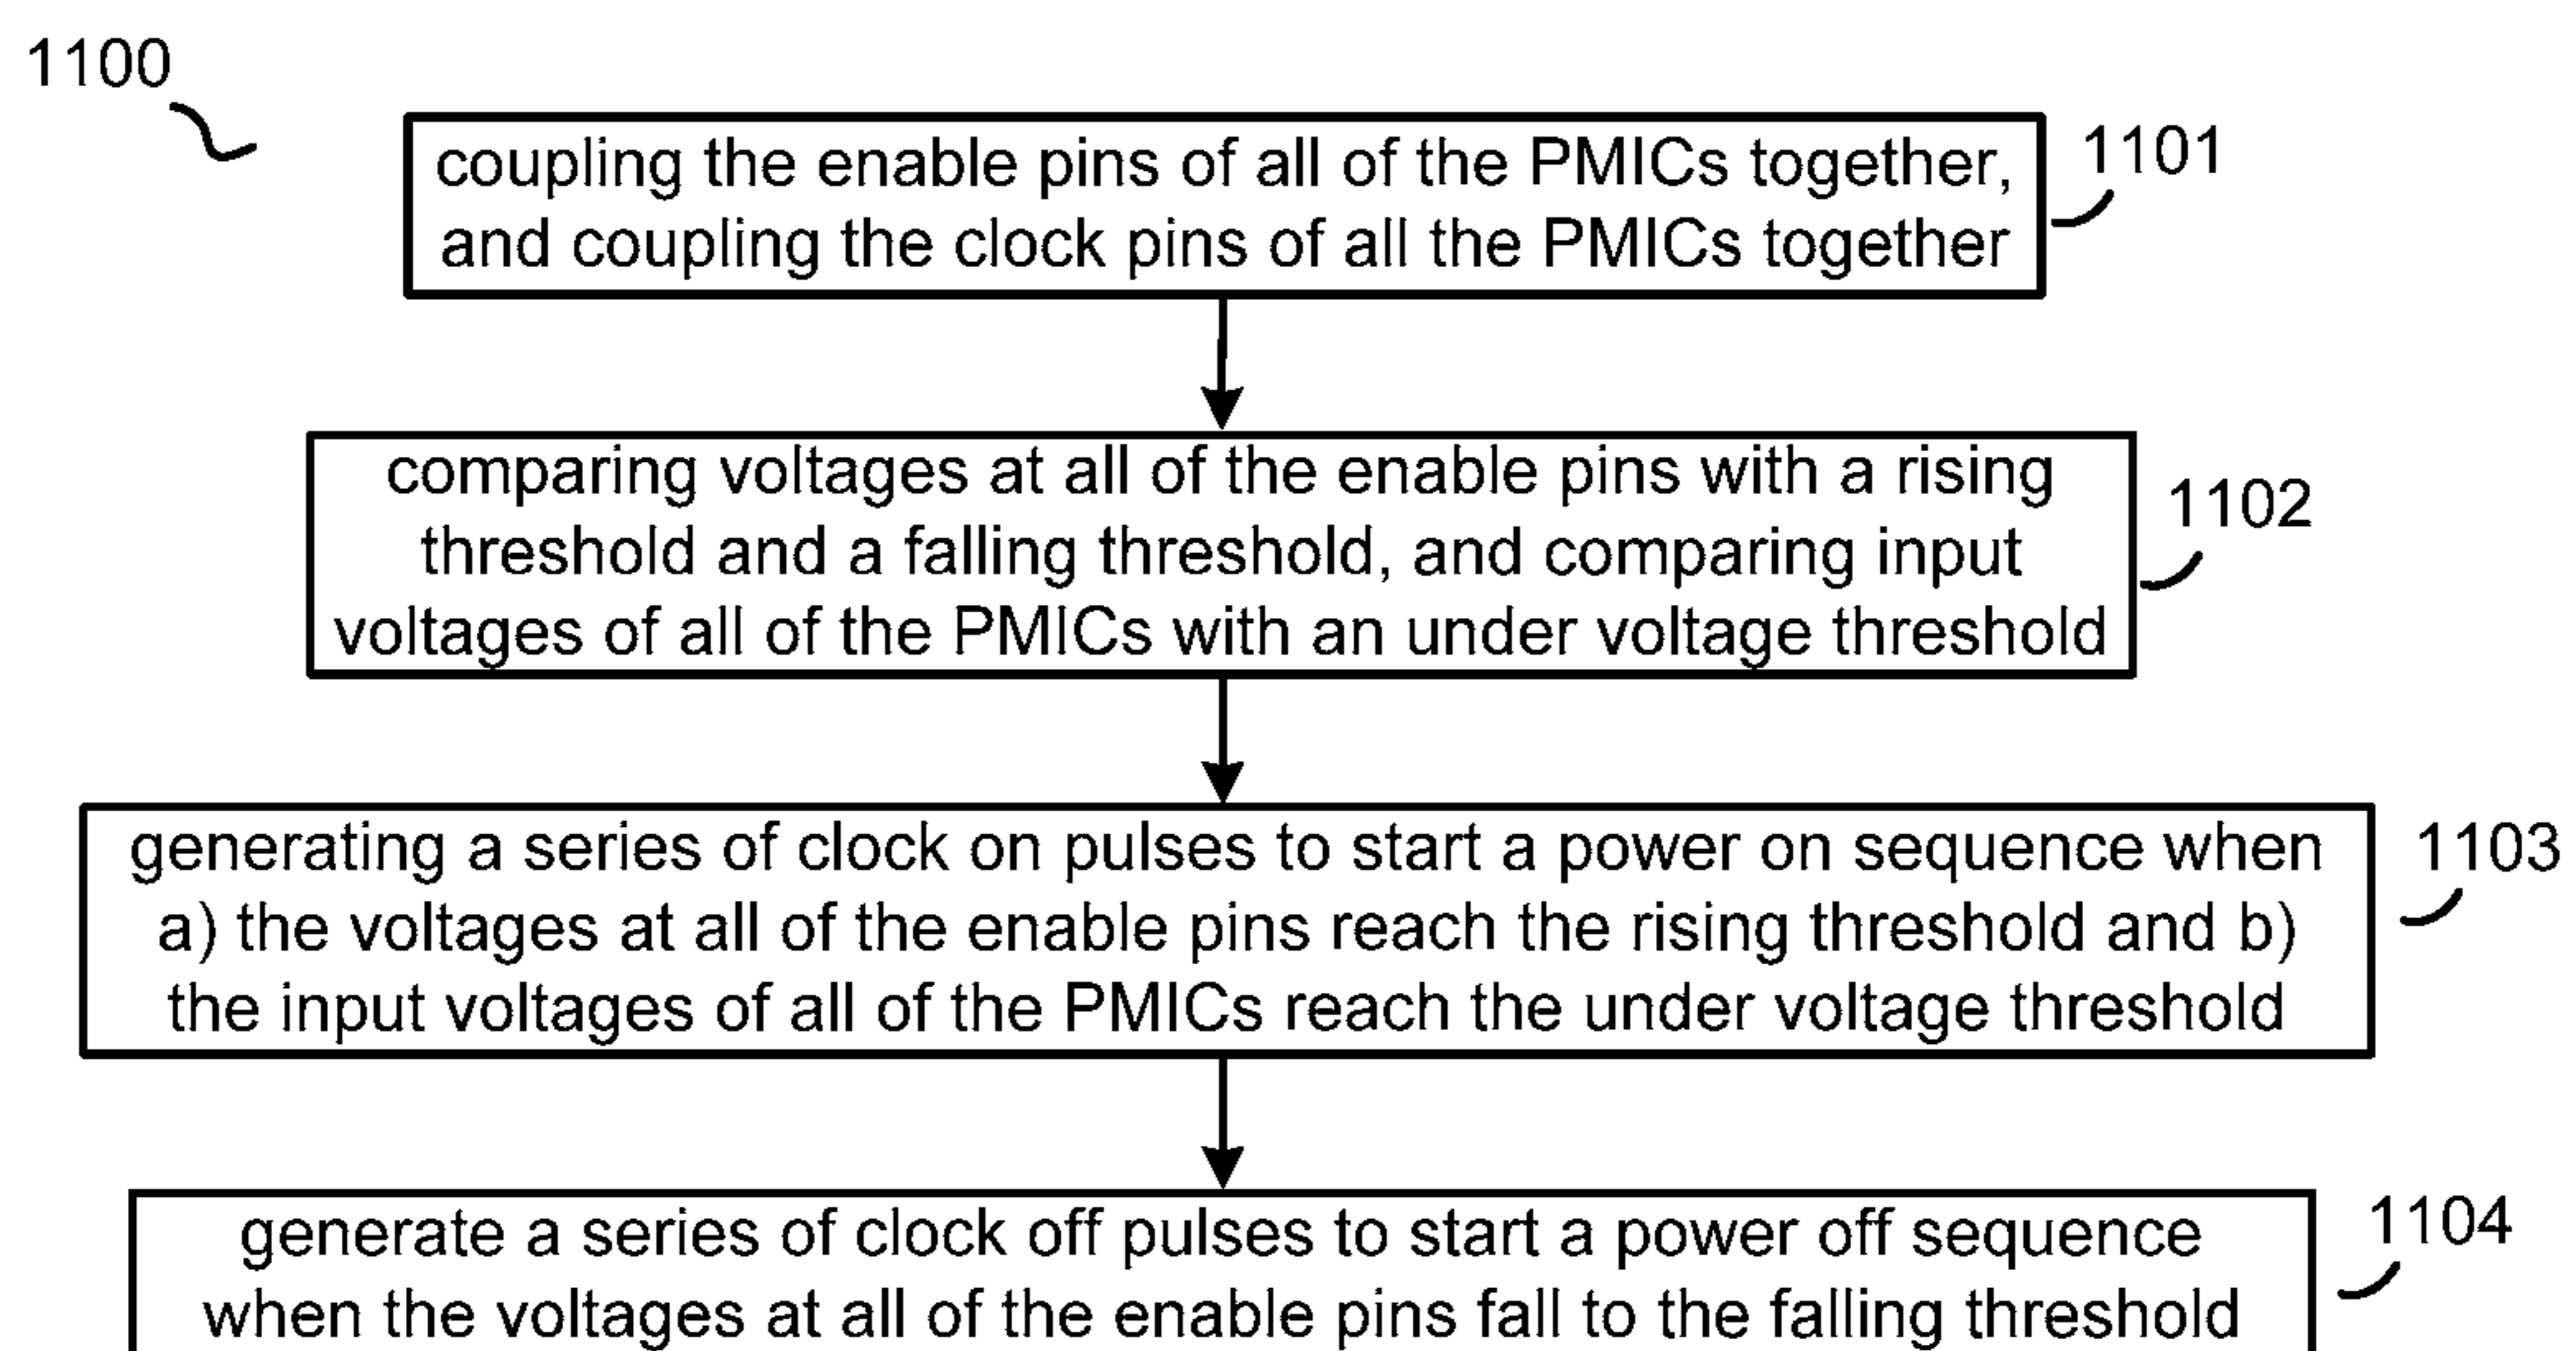 1100
coupling the enable pins of all of the PMICs together,
and coupling the clock pins of all the PMICs together
1101
comparing voltages at all of the enable pins with a rising
threshold and a falling threshold, and comparing input
voltages of all of the PMICs with an under voltage threshold
1102
generating a series of clock on pulses to start a power on sequence when
a) the voltages at all of the enable pins reach the rising threshold and b)
the input voltages of all of the PMICs reach the under voltage threshold
1103
generate a series of clock off pulses to start a power off sequence
when the voltages at all of the enable pins fall to the falling threshold
1104